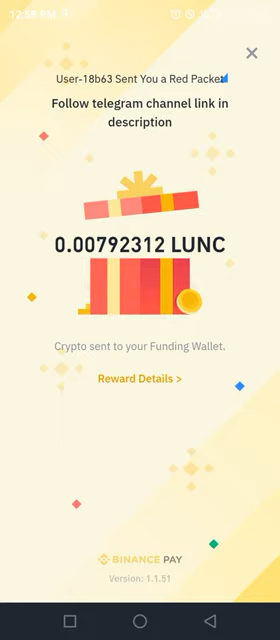 12:58 PM
User-18b63 Sent You a Red Packet
Follow telegram channel link in
description
0.00792312 LUNC
Crypto sent to your Funding Wallet.
Reward Details >
BINANCE PAY
Version: 1.1.51